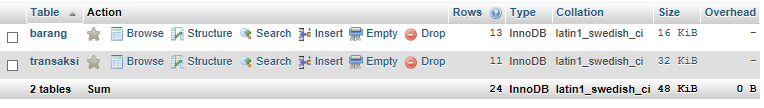 Table Action Rows Type Collation Size Overhead
barang Browse Structure Search Insert Empty Drop 13 InnoDB latin1_swedish_ci 16 KiB –
transaksi Browse Structure Search Insert Empty Drop 11 InnoDB latin1_swedish_ci 32 KiB –
2 tables Sum 24 InnoDB latin1_swedish_ci 48 KiB 0 B